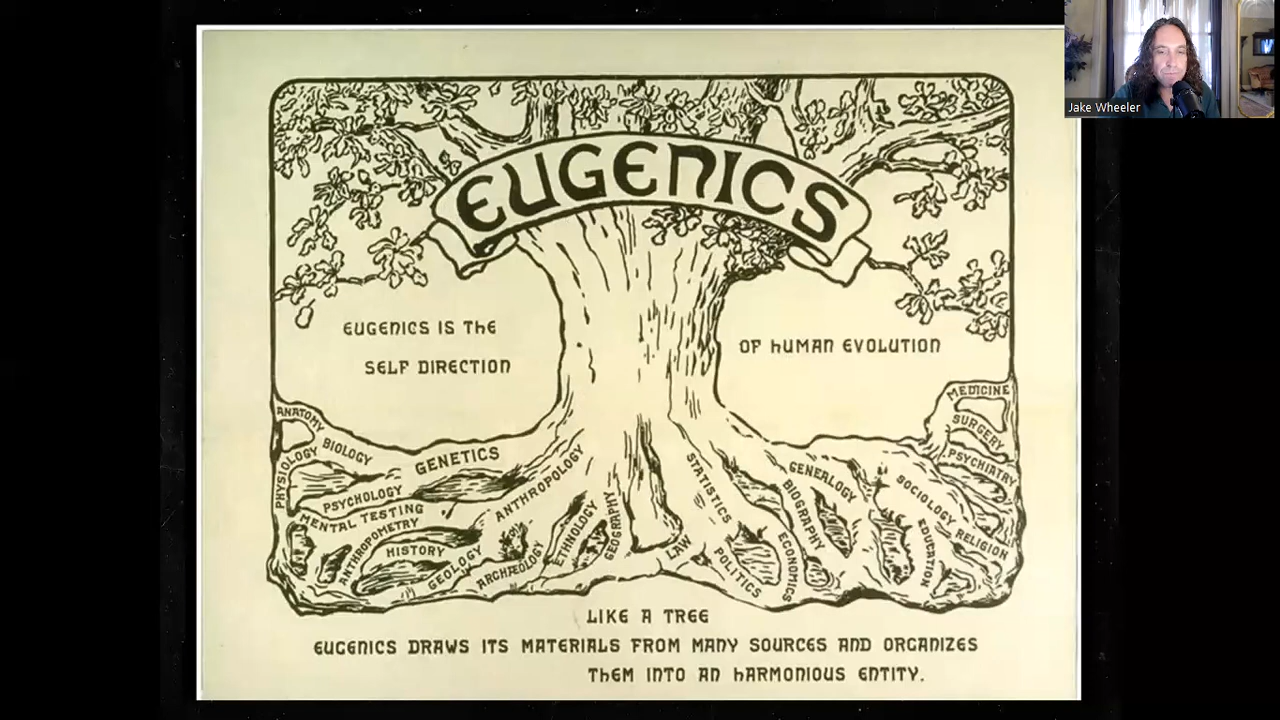 Jake Wheeler
EUGENICS
EUGENICS IS THE
SELF DIRECTION
OF HUMAN EVOLUTION
ANATOMY
BIOLOGY
PHYSIOLOGY
GENETICS
PSYCHOLOGY
MENTAL TESTING
ANTHROPOMETRY
HISTORY
GEOLOGY
ANTHROPOLOGY
ARCHÆOLOGY
ETHNOLOGY
GEOGRAPHY
LAW
STATISTICS
POLITICS
ECONOMICS
BIOGRAPHY
GENEALOGY
SOCIOLOGY
EDUCATION
RELIGION
PSYCHIATRY
SURGERY
MEDICINE
LIKE A TREE
EUGENICS DRAWS ITS MATERIALS FROM MANY SOURCES AND ORGANIZES
THEM INTO AN HARMONIOUS ENTITY.